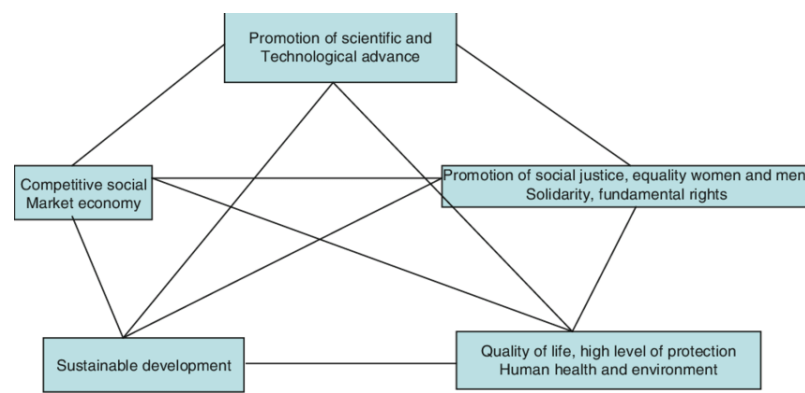 Promotion of scientific and
Technological advance
Competitive social
Market economy
Promotion of social justice, equality women and men
Solidarity, fundamental rights
Sustainable development
Quality of life, high level of protection
Human health and environment